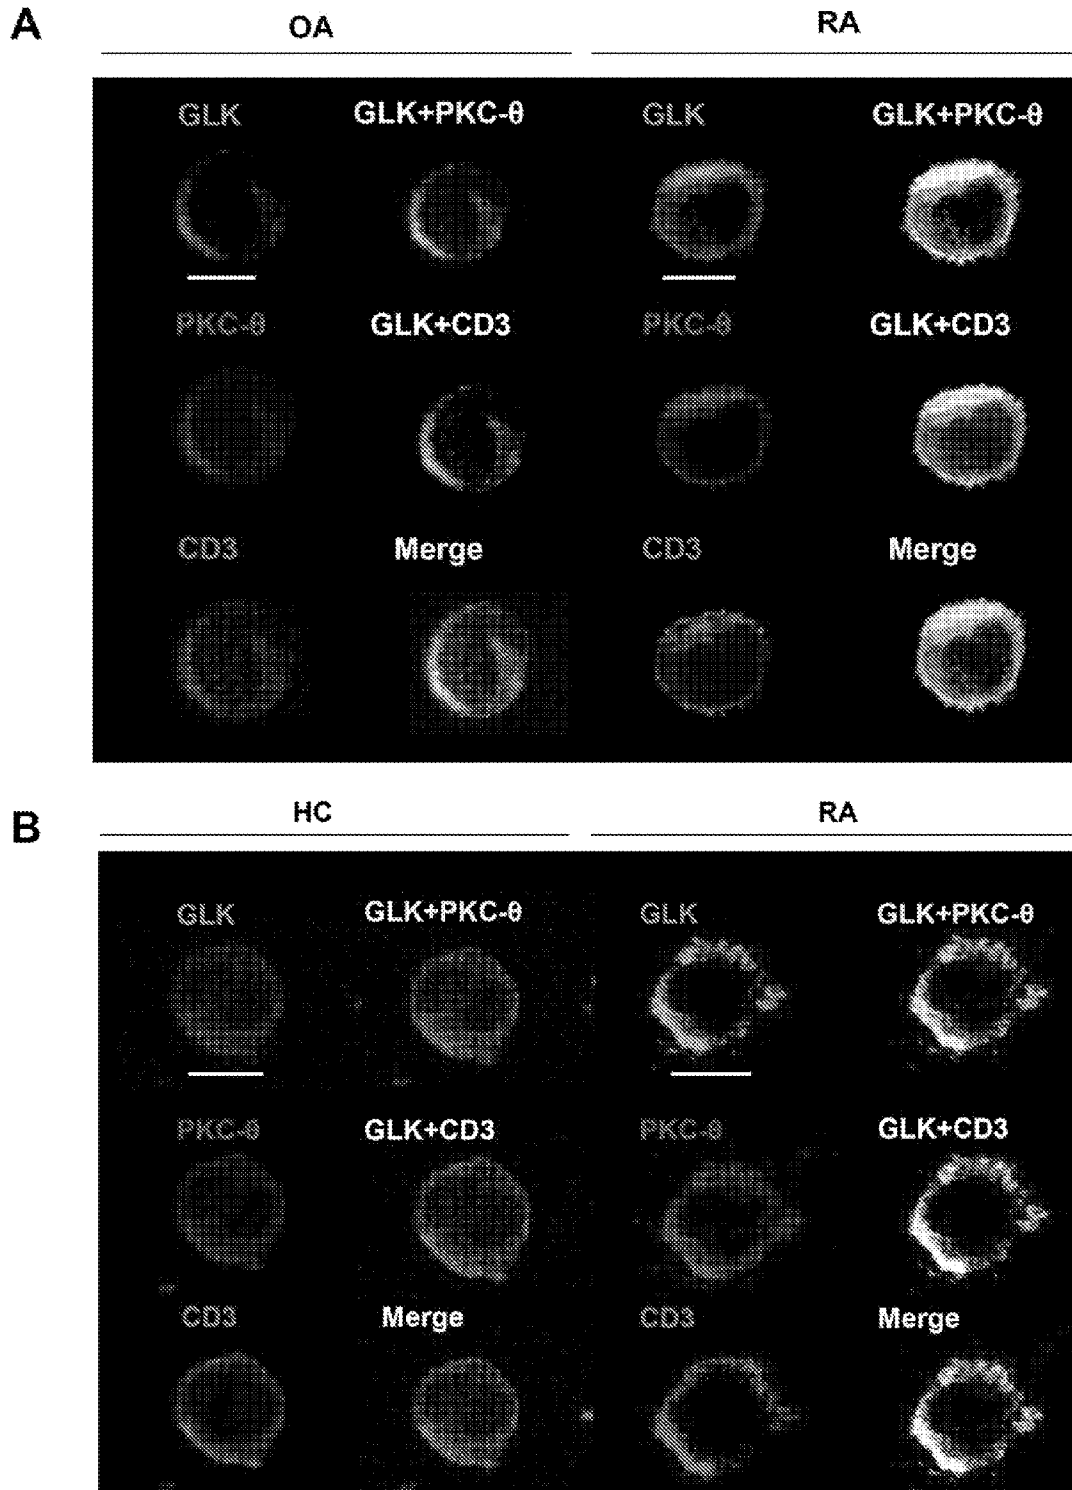 A
OA RA
GLK GLK+PKC-θ GLK GLK+PKC-θ
PKC-θ GLK+CD3 PKC-θ GLK+CD3
CD3 Merge CD3 Merge
B
HC RA
GLK GLK+PKC-θ GLK GLK+PKC-θ
PKC-θ GLK+CD3 PKC-θ GLK+CD3
CD3 Merge CD3 Merge